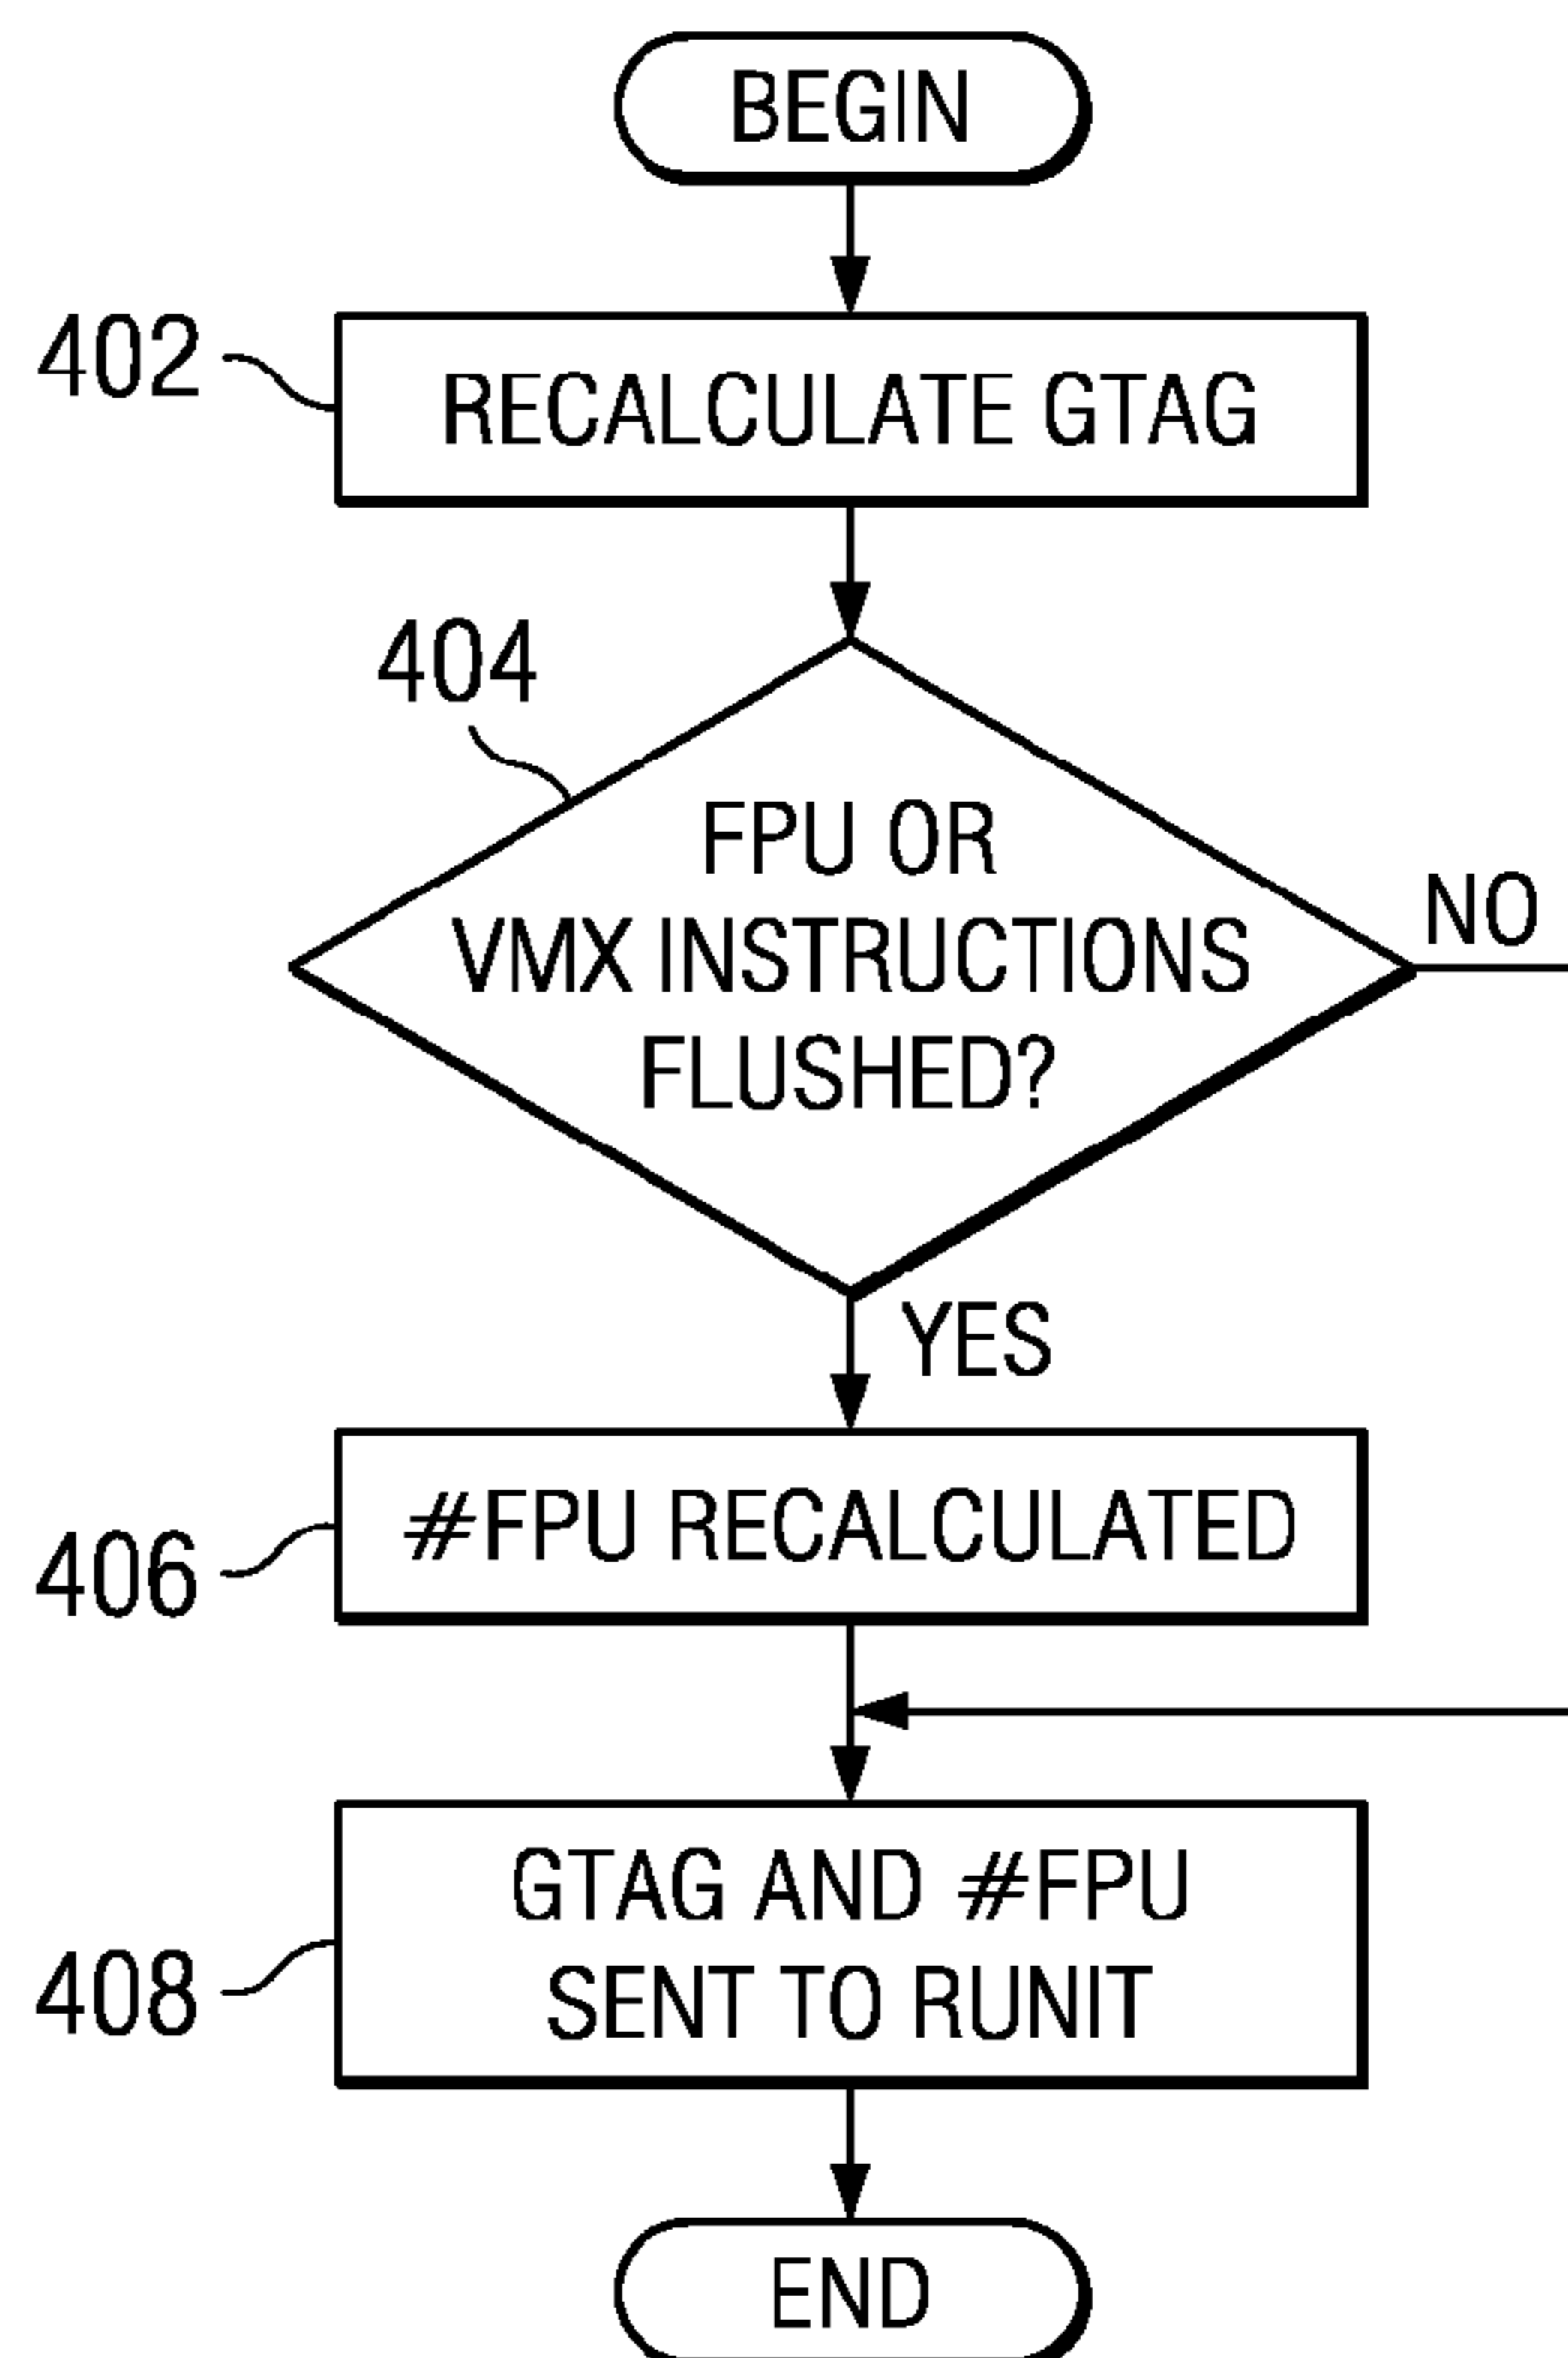 BEGIN
402
RECALCULATE GTAG
404
FPU OR
VMX INSTRUCTIONS
FLUSHED?
NO
YES
406
#FPU RECALCULATED
408
GTAG AND #FPU
SENT TO RUNIT
END